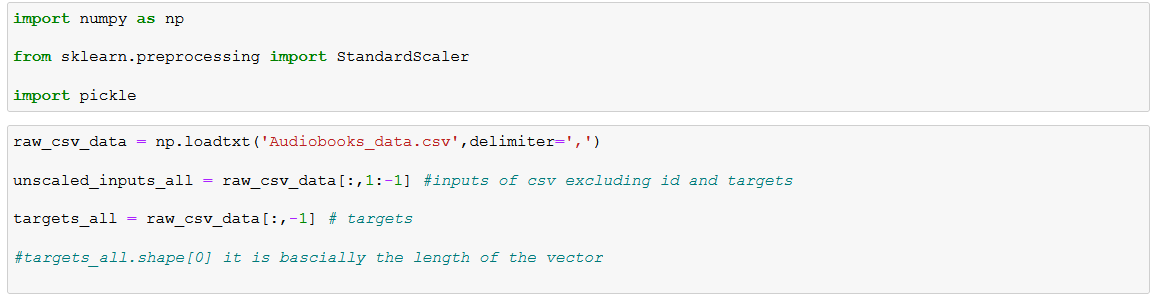 import numpy as np
from sklearn.preprocessing import StandardScaler
import pickle
raw_csv_data = np.loadtxt('Audiobooks_data.csv',delimiter=',')
unscaled_inputs_all = raw_csv_data[:,1:-1] #inputs of csv excluding id and targets
targets_all = raw_csv_data[:,-1] # targets
#targets_all.shape[0] it is bascially the length of the vector